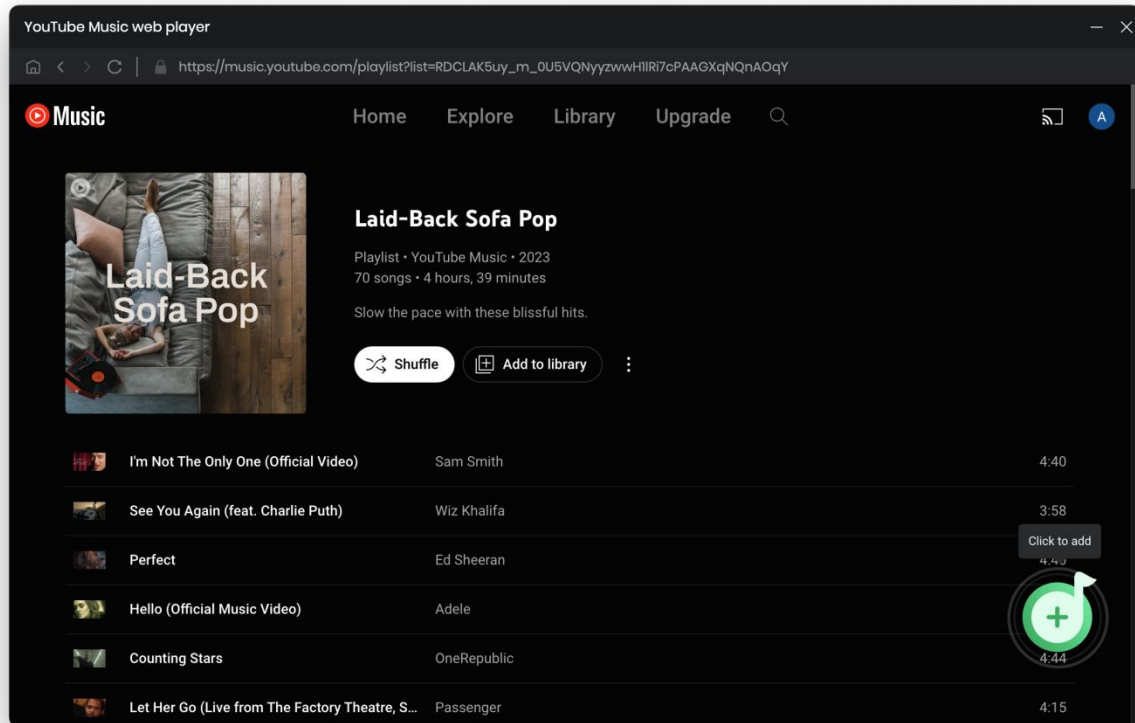 YouTube Music web player
https://music.youtube.com/playlist?list=RDCLAK5uy_m_0U5VQNyyzwwH1lRi7cPAAGXqNQnAOqY
Music Home Explore Library Upgrade A
Laid-Back
Sofa Pop
Laid-Back Sofa Pop
Playlist • YouTube Music • 2023
70 songs • 4 hours, 39 minutes
Slow the pace with these blissful hits.
Shuffle Add to library
I'm Not The Only One (Official Video) Sam Smith 4:40
See You Again (feat. Charlie Puth) Wiz Khalifa 3:58
Click to add
Perfect Ed Sheeran
Hello (Official Music Video) Adele
Counting Stars OneRepublic 4:44
Let Her Go (Live from The Factory Theatre, S... Passenger 4:15